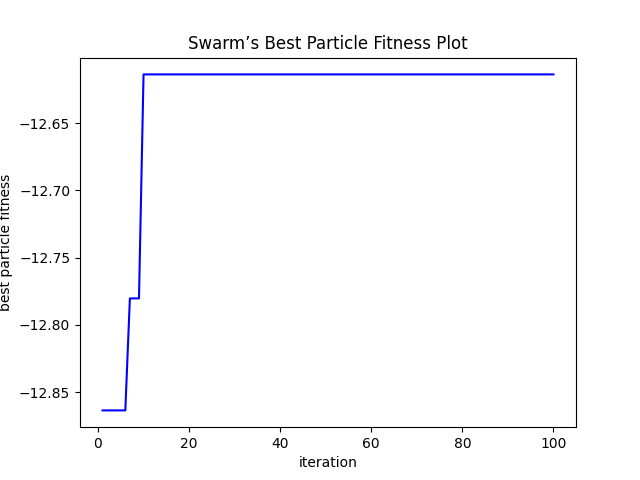 Swarm’s Best Particle Fitness Plot
best particle fitness
−12.65
−12.70
−12.75
−12.80
−12.85
0 20 40 60 80 100
iteration